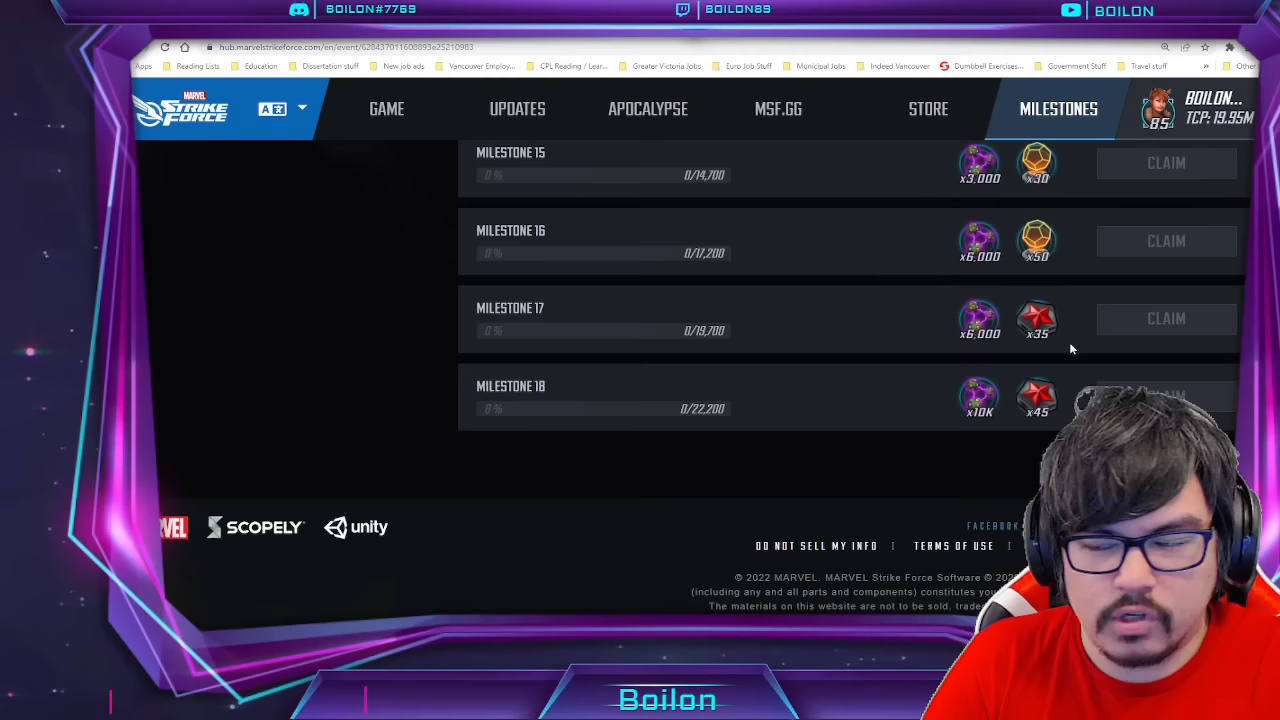 BOILON#7769
BOILON89
BOILON
hub.marvelstrikeforce.com/en/event/628437011608893e25210983
Apps
Reading Lists
Education
Dissertation stuff
New job ads
Vancouver Employ...
CPL Reading / Lear...
Greater Victoria Jobs
Euro Job Stuff
Municipal Jobs
Indeed Vancouver
Dumbbell Exercises...
Government Stuff
Travel stuff
»
Other
MARVEL
STRIKE FORCE
GAME
UPDATES
APOCALYPSE
MSF.GG
STORE
MILESTONES
85
BOILON...
TCP: 19.95M
MILESTONE 15
0 %
0/14,700
x3,000
x30
CLAIM
MILESTONE 16
0 %
0/17,200
x6,000
x50
CLAIM
MILESTONE 17
0 %
0/19,700
x6,000
x35
CLAIM
MILESTONE 18
0 %
0/22,200
x10K
x45
SCOPELY
unity
FACEBOOK
DO NOT SELL MY INFO
TERMS OF USE
© 2022 MARVEL. MARVEL Strike Force Software © 20
(including any and all parts and components) constitutes
The materials on this website are not to be sold,
Boilon